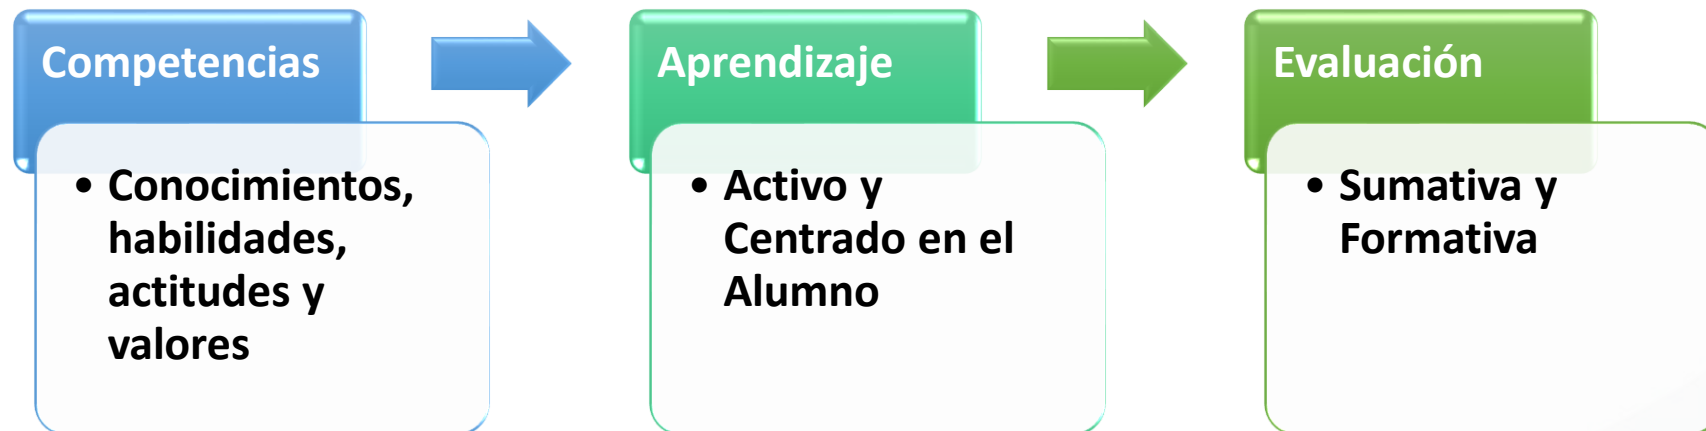 Competencias
• Conocimientos,
habilidades,
actitudes y
valores
Aprendizaje
• Activo y
Centrado en el
Alumno
Evaluación
• Sumativa y
Formativa